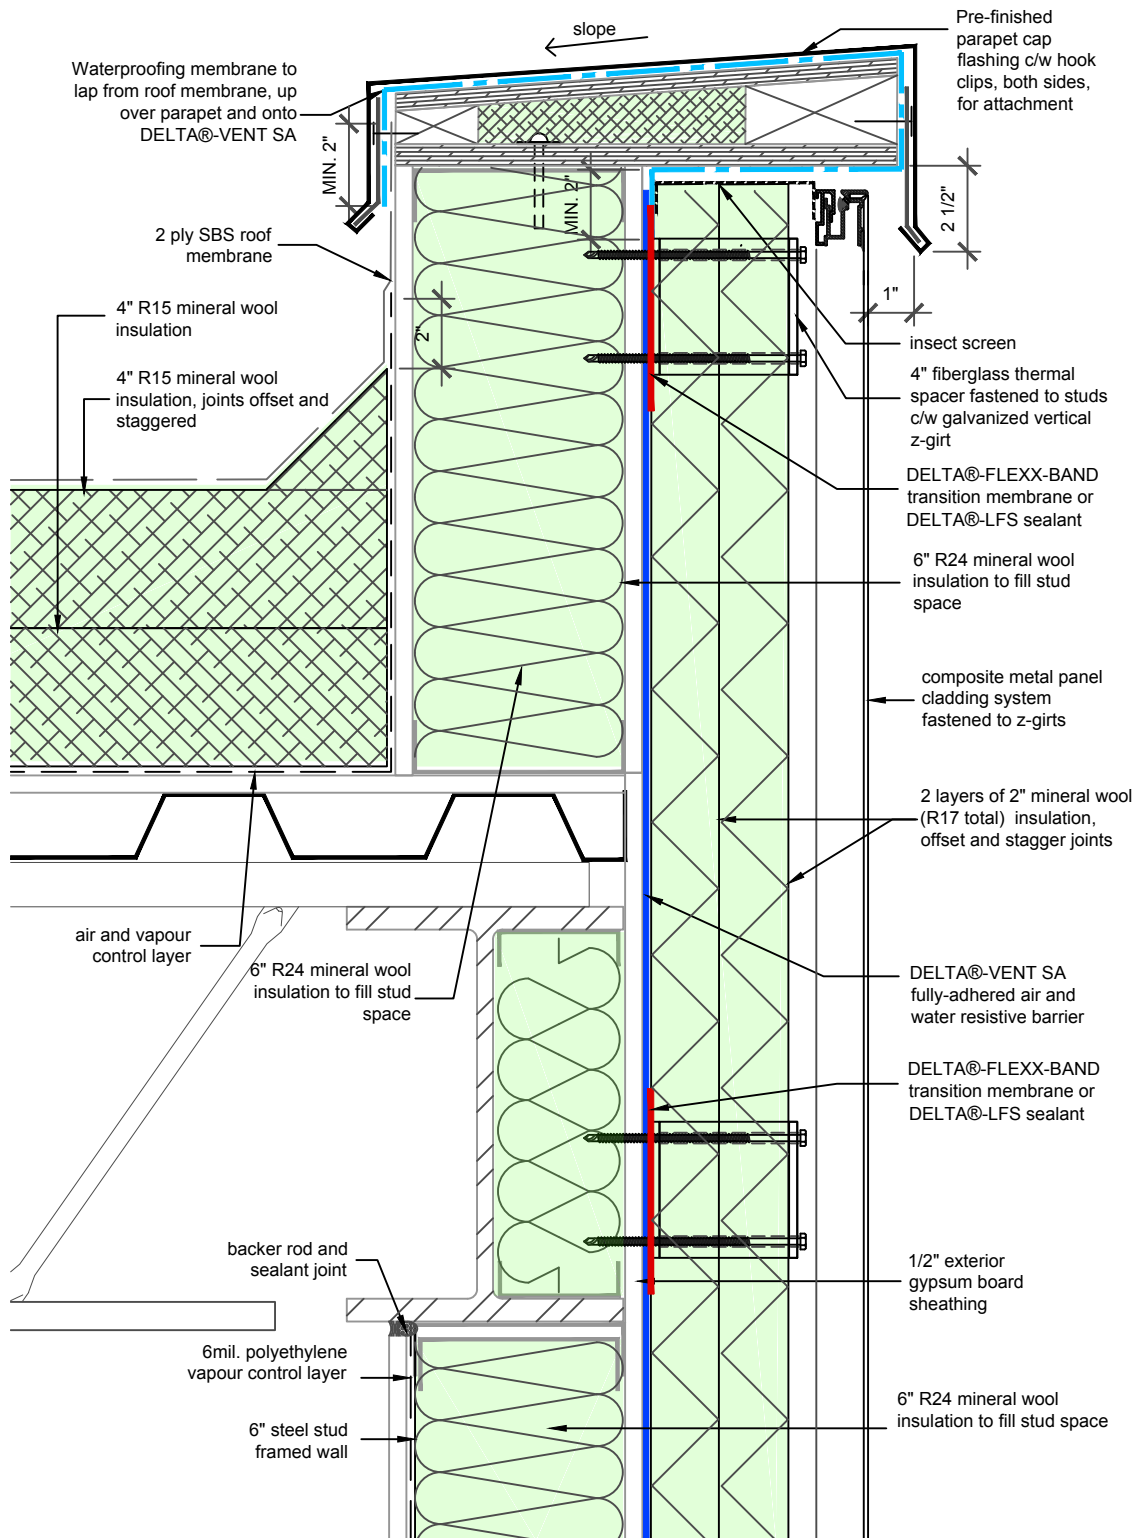 slope
Pre-finished
parapet cap
flashing c/w hook
clips, both sides,
for attachment
Waterproofing membrane to
lap from roof membrane, up
over parapet and onto
DELTA®-VENT SA
MIN. 2"
MIN. 2"
2 1/2"
1"
2"
2 ply SBS roof
membrane
4" R15 mineral wool
insulation
4" R15 mineral wool
insulation, joints offset and
staggered
insect screen
4" fiberglass thermal
spacer fastened to studs
c/w galvanized vertical
z-girt
DELTA®-FLEXX-BAND
transition membrane or
DELTA®-LFS sealant
6" R24 mineral wool
insulation to fill stud
space
composite metal panel
cladding system
fastened to z-girts
2 layers of 2" mineral wool
(R17 total) insulation,
offset and stagger joints
air and vapour
control layer
6" R24 mineral wool
insulation to fill stud
space
DELTA®-VENT SA
fully-adhered air and
water resistive barrier
DELTA®-FLEXX-BAND
transition membrane or
DELTA®-LFS sealant
backer rod and
sealant joint
1/2" exterior
gypsum board
sheathing
6mil. polyethylene
vapour control layer
6" steel stud
framed wall
6" R24 mineral wool
insulation to fill stud space